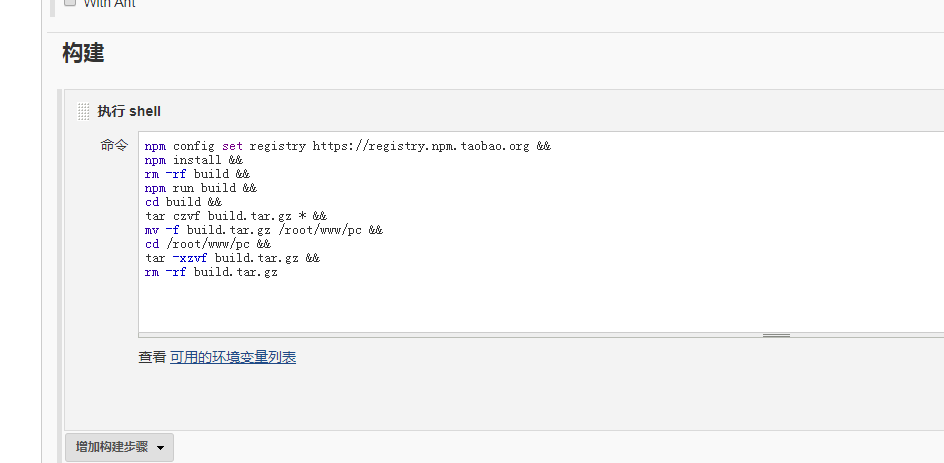 With Ant
构建
执行 shell
命令
npm config set registry https://registry.npm.taobao.org &&
npm install &&
rm -rf build &&
npm run build &&
cd build &&
tar czvf build.tar.gz * &&
mv -f build.tar.gz /root/www/pc &&
cd /root/www/pc &&
tar -xzvf build.tar.gz &&
rm -rf build.tar.gz
查看 可用的环境变量列表
增加构建步骤